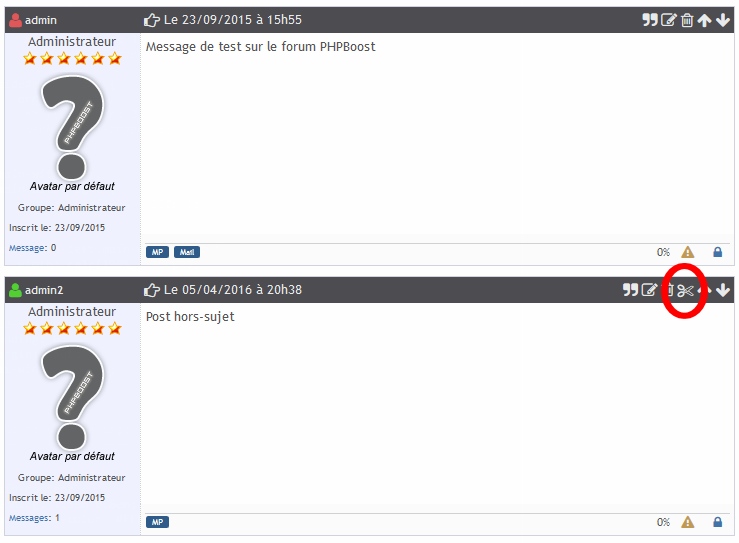 admin
Le 23/09/2015 à 15h55
Administrateur
Message de test sur le forum PHPBoost
PHPBOOST
Avatar par défaut
Groupe: Administrateur
Inscrit le: 23/09/2015
Message: 0
MP Mail
0%
admin2
Le 05/04/2016 à 20h38
Administrateur
Post hors-sujet
PHPBOOST
Avatar par défaut
Groupe: Administrateur
Inscrit le: 23/09/2015
Messages: 1
MP
0%